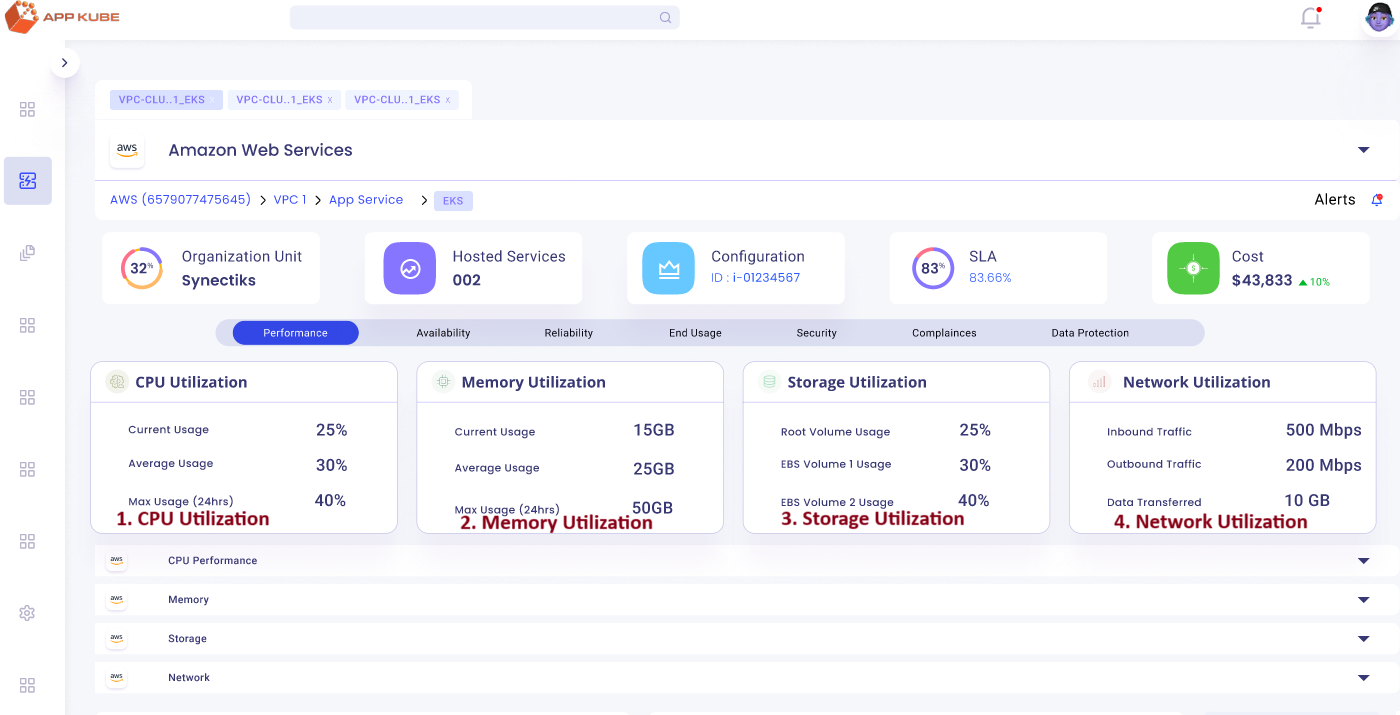 APP KUBE
VPC-CLU..1_EKS x VPC-CLU..1_EKS x VPC-CLU..1_EKS x
aws Amazon Web Services
AWS (6579077475645) > VPC 1 > App Service > EKS Alerts
32% Organization Unit Synectiks
Hosted Services 002
Configuration ID : i-01234567
83% SLA 83.66%
$ Cost $43,833 ▲ 10%
Performance Availability Reliability End Usage Security Complainces Data Protection
CPU Utilization
Current Usage 25%
Average Usage 30%
Max Usage (24hrs) 40%
1. CPU Utilization
Memory Utilization
Current Usage 15GB
Average Usage 25GB
Max Usage (24hrs) 50GB
2. Memory Utilization
Storage Utilization
Root Volume Usage 25%
EBS Volume 1 Usage 30%
EBS Volume 2 Usage 40%
3. Storage Utilization
Network Utilization
Inbound Traffic 500 Mbps
Outbound Traffic 200 Mbps
Data Transferred 10 GB
4. Network Utilization
aws CPU Performance
aws Memory
aws Storage
aws Network